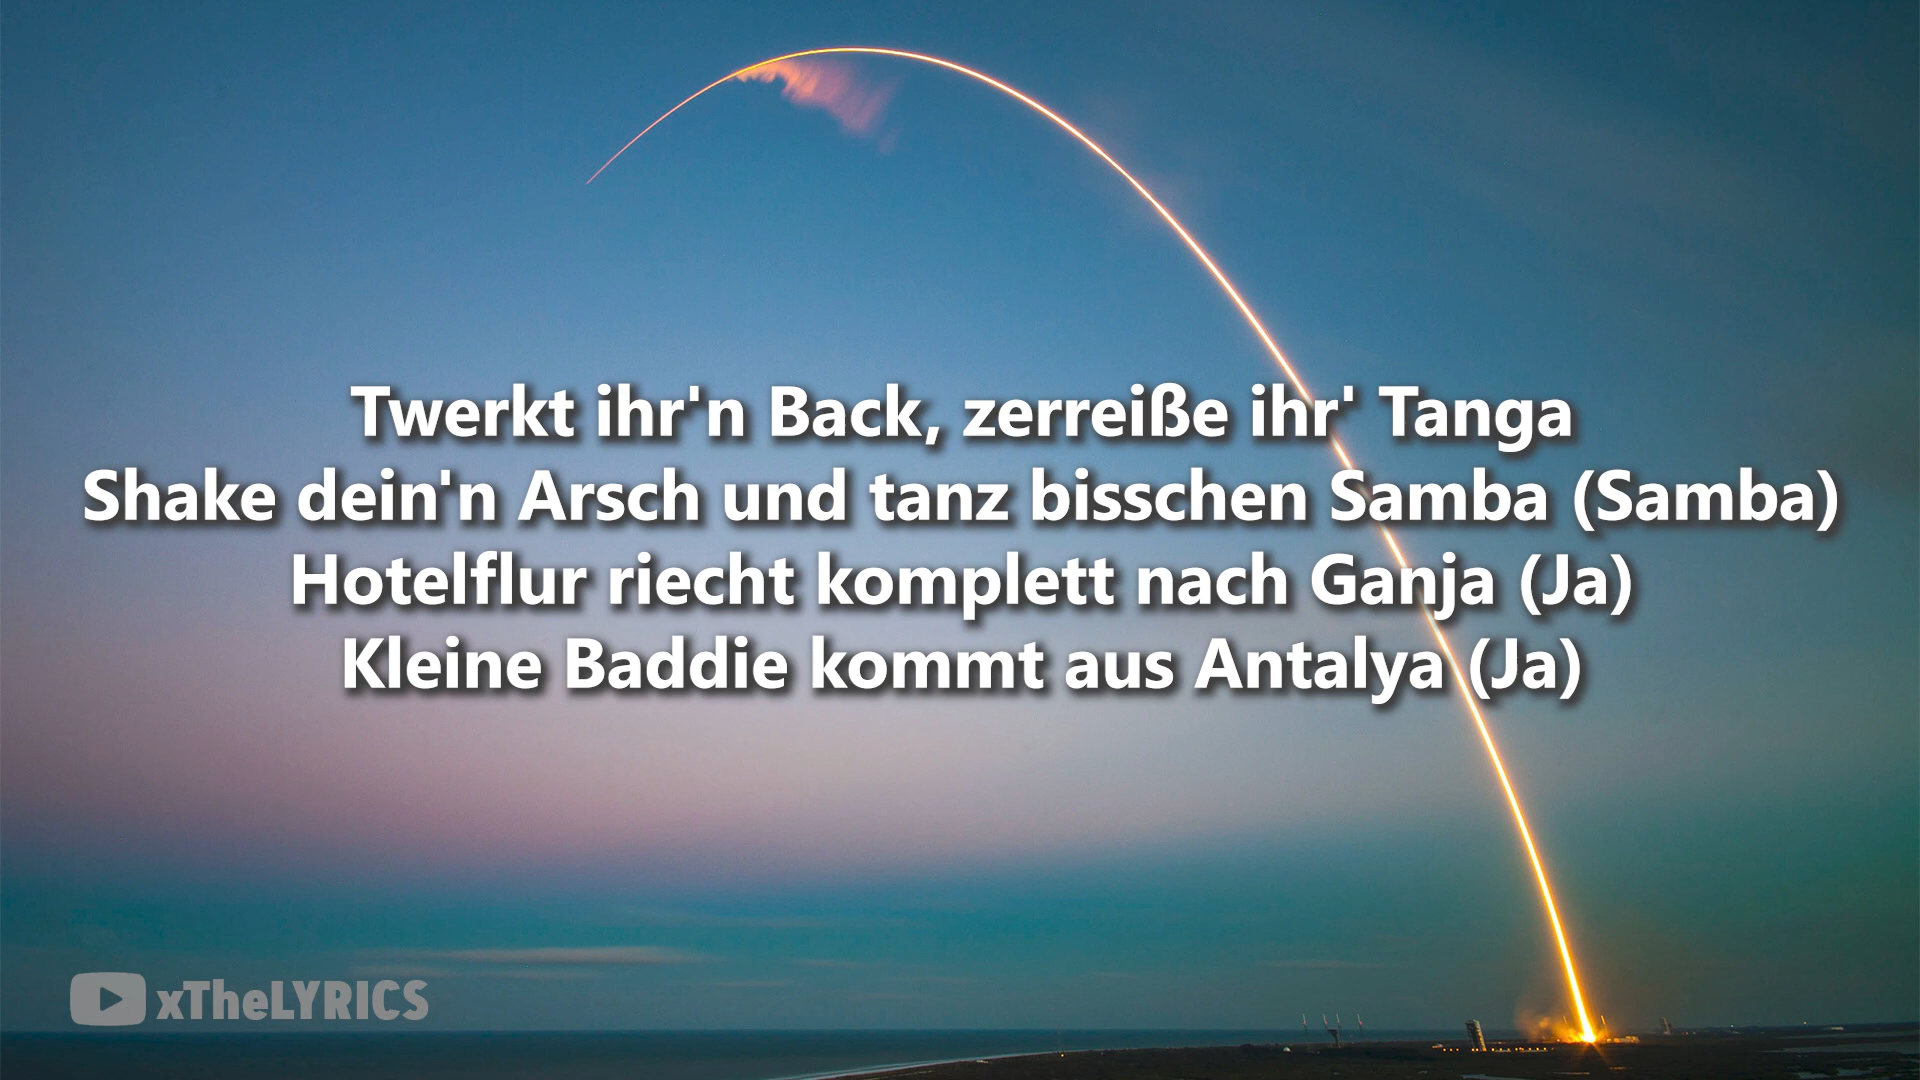 Twerkt ihr'n Back, zerreiße ihr' Tanga
Shake dein'n Arsch und tanz bisschen Samba (Samba)
Hotelflur riecht komplett nach Ganja (Ja)
Kleine Baddie kommt aus Antalya (Ja)
xTheLYRICS